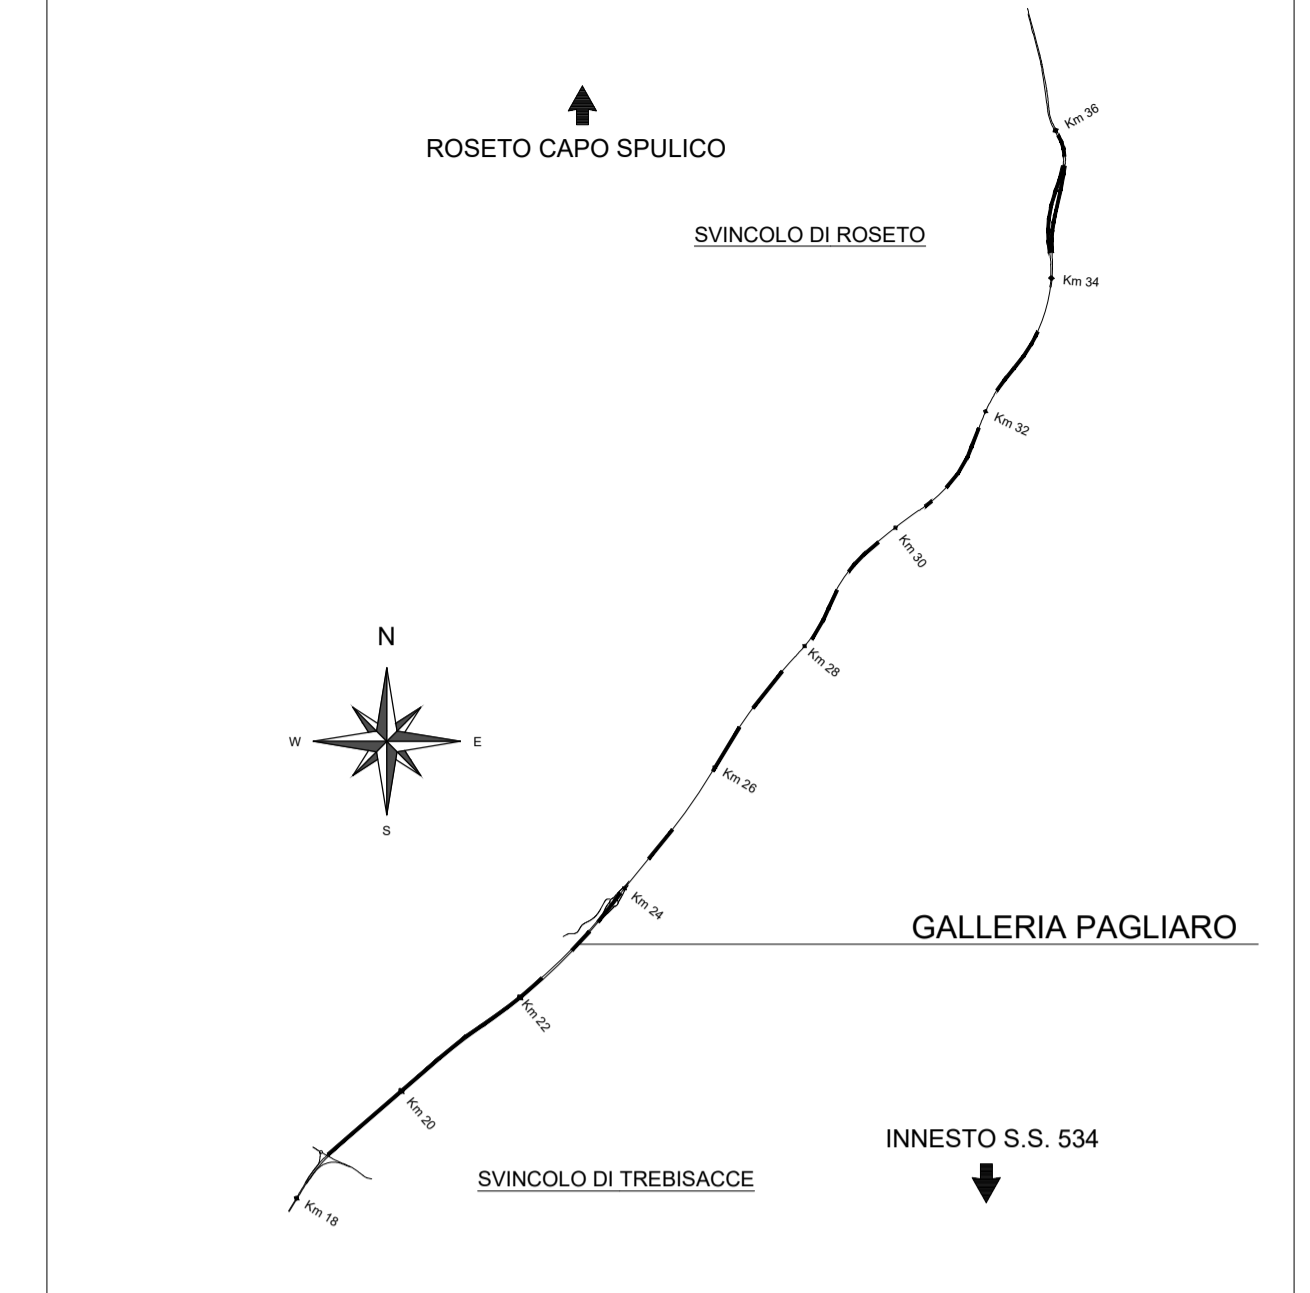 Km 36
ROSETO CAPO SPULICO
SVINCOLO DI ROSETO
Km 34
Km 32
Km 30
N
Km 28
W
E
Km 26
S
Km 24
GALLERIA PAGLIARO
Km 22
Km 20
INNESTO S.S. 534
SVINCOLO DI TREBISACCE
Km 18